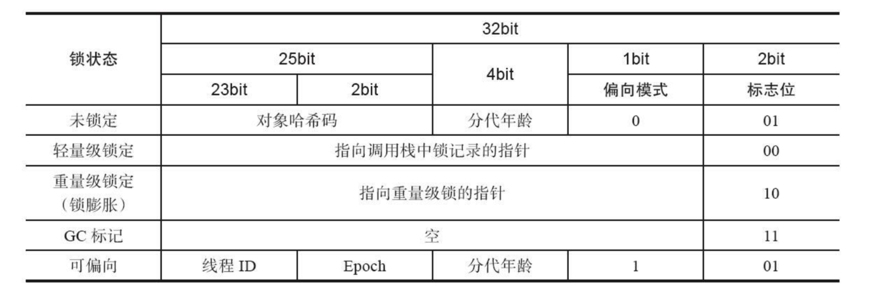 锁状态 32bit
25bit 4bit 1bit 2bit
23bit 2bit 偏向模式 标志位
未锁定 对象哈希码 分代年龄 0 01
轻量级锁定 指向调用栈中锁记录的指针 00
重量级锁定
（锁膨胀） 指向重量级锁的指针 10
GC 标记 空 11
可偏向 线程 ID Epoch 分代年龄 1 01